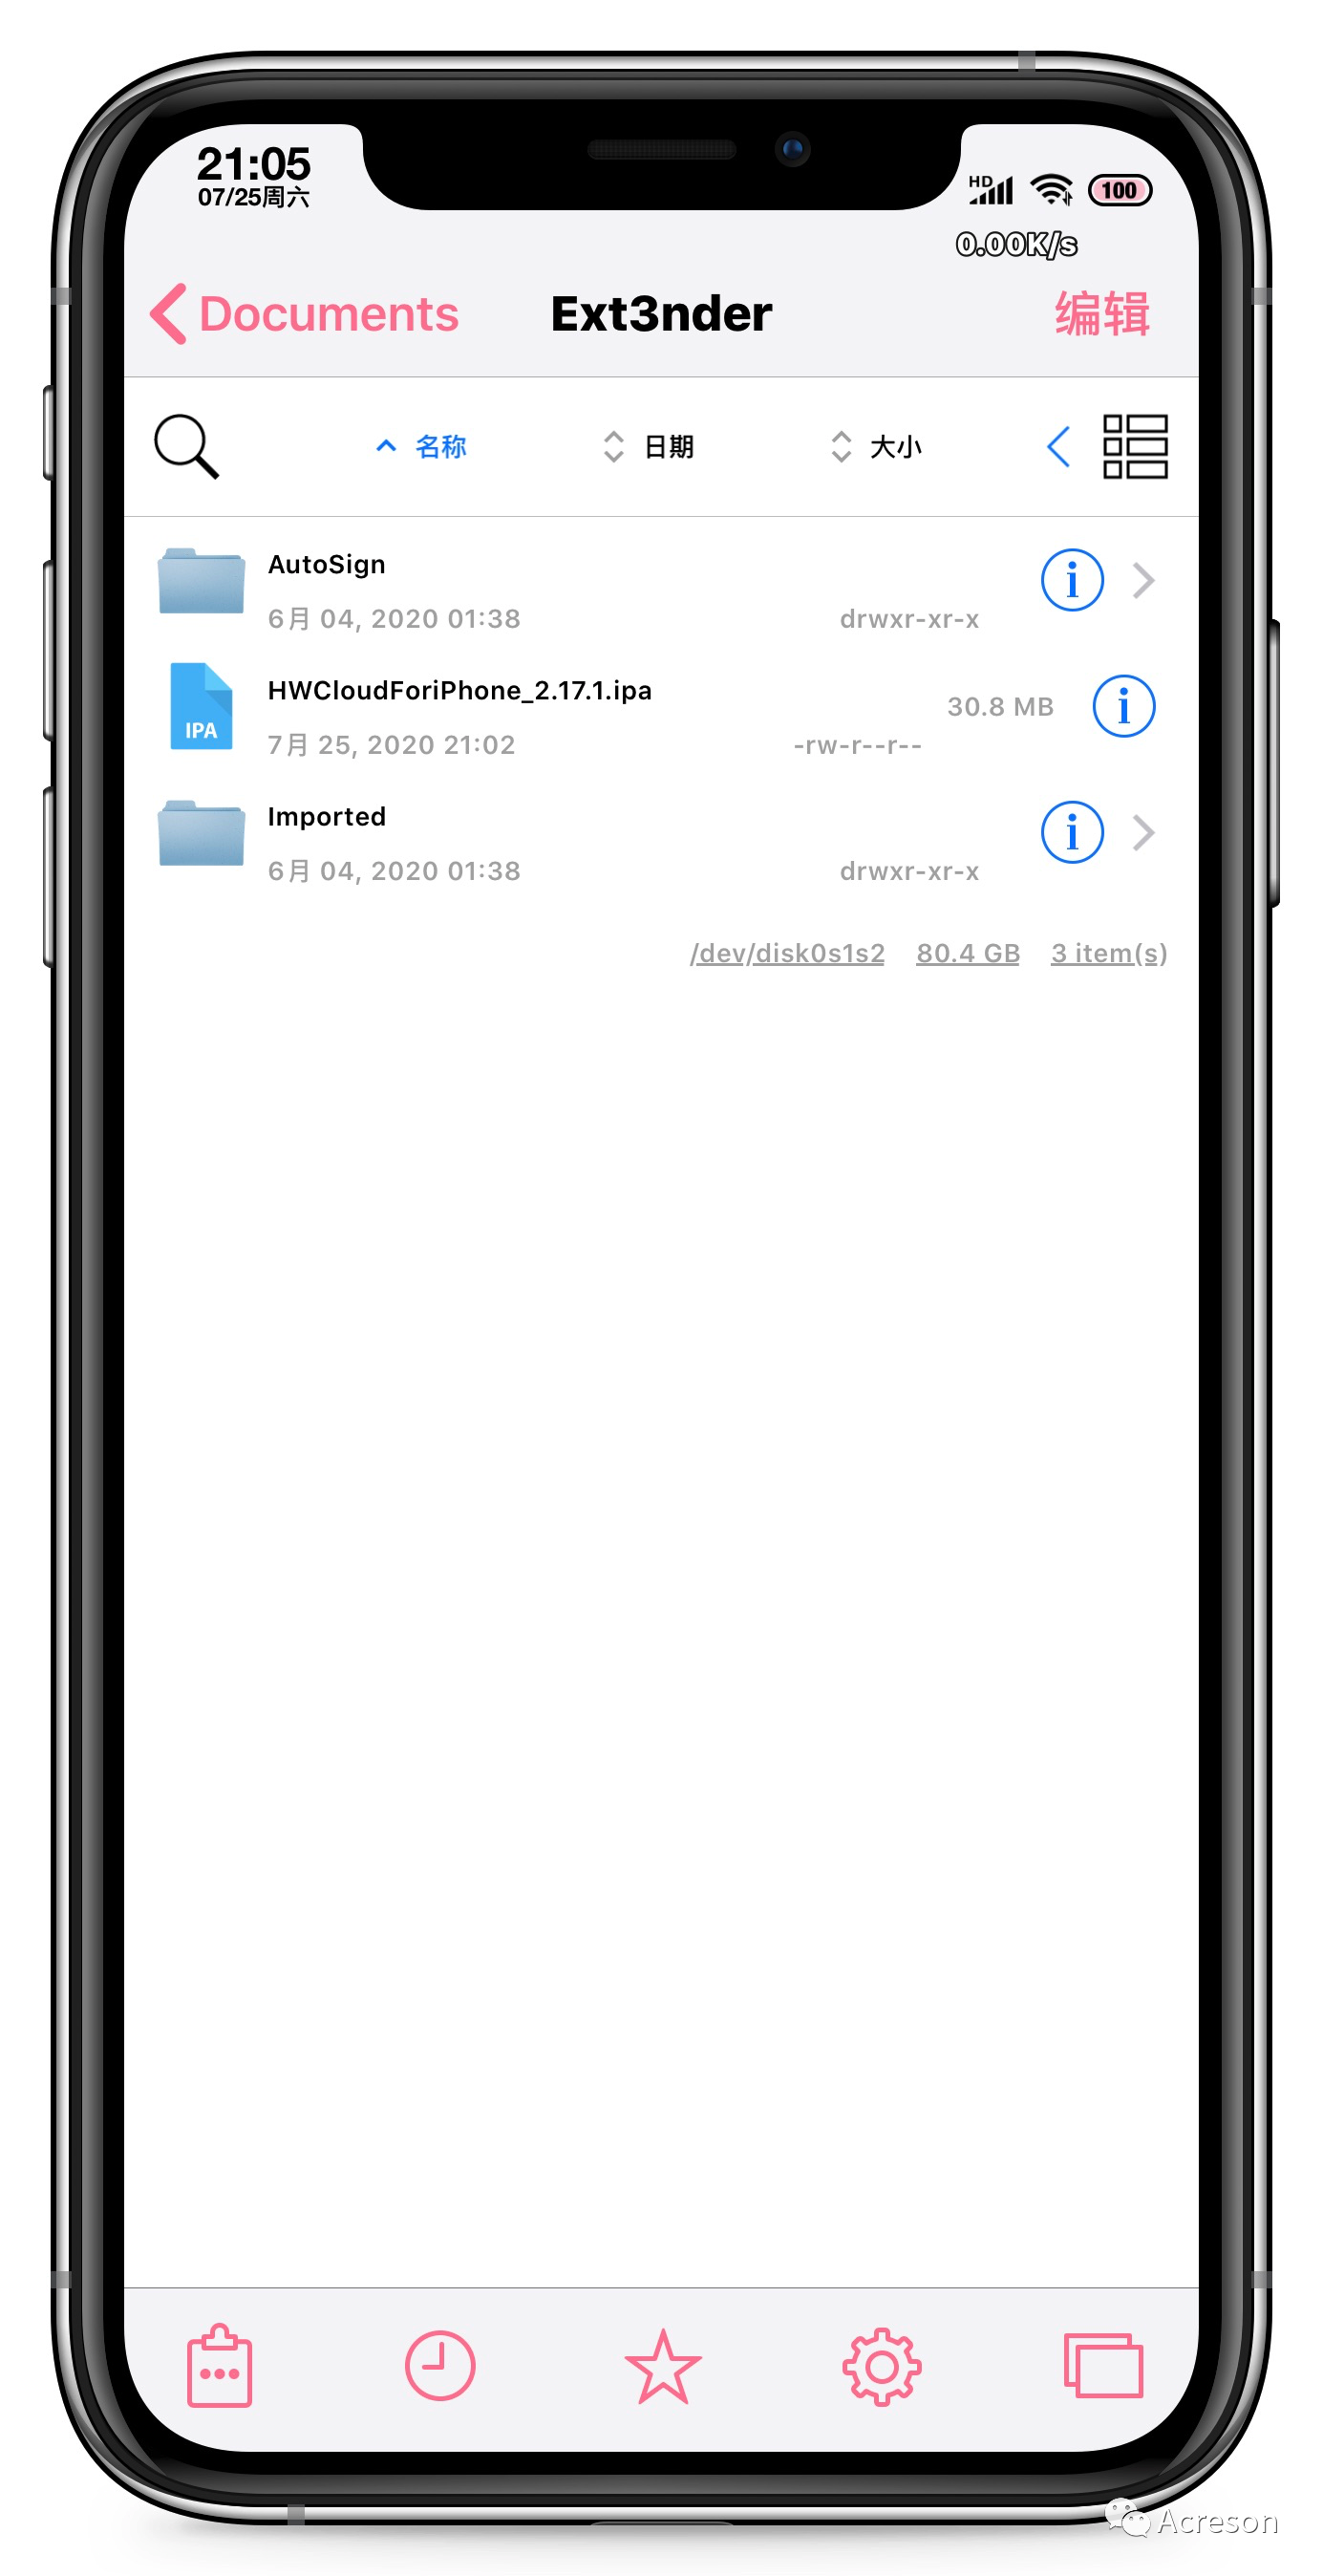 21:05
07/25周六
HD
100
0.00K/s
Documents
Ext3nder
编辑
名称
日期
大小
AutoSign
6月 04, 2020 01:38
drwxr-xr-x
HWCloudForiPhone_2.17.1.ipa
30.8 MB
IPA
7月 25, 2020 21:02
-rw-r--r--
Imported
6月 04, 2020 01:38
drwxr-xr-x
/dev/disk0s1s2 80.4 GB 3 item(s)
Acreson